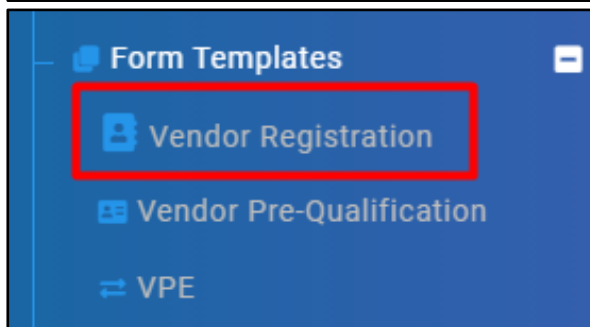 Form Templates
Vendor Registration
Vendor Pre-Qualification
VPE